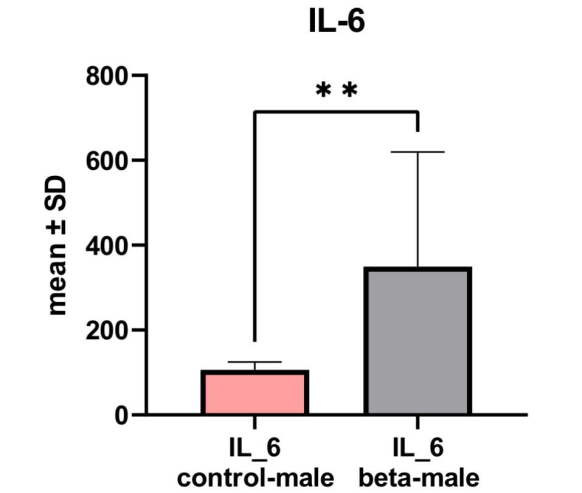 IL-6
**
800
600
400
200
0
mean ± SD
IL_6
control-male
IL_6
beta-male